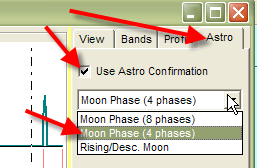 View Bands Prof Astro
Use Astro Confirmation
Moon Phase (4 phases)
Moon Phase (8 phases)
Moon Phase (4 phases)
Rising/Desc. Moon